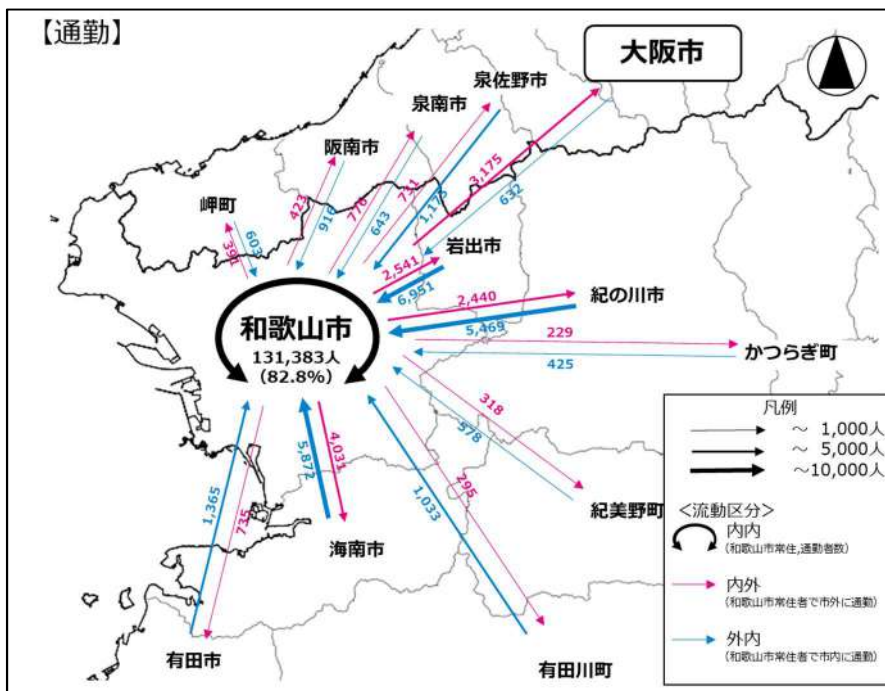 【通勤】
大阪市
泉佐野市
泉南市
阪南市
岬町
423
916
770
643
731
1,173
3,175
632
391
603
岩出市
2,541
6,951
紀の川市
2,440
5,469
和歌山市
131,383人
(82.8%)
229
425
かつらぎ町
318
578
紀美野町
295
1,033
有田川町
4,031
5,872
海南市
1,365
735
有田市
凡例
～ 1,000人
～ 5,000人
～10,000人
＜流動区分＞
内内
(和歌山市常住,通勤者数)
内外
(和歌山市常住者で市外に通勤)
外内
(和歌山市常住者で市内に通勤)